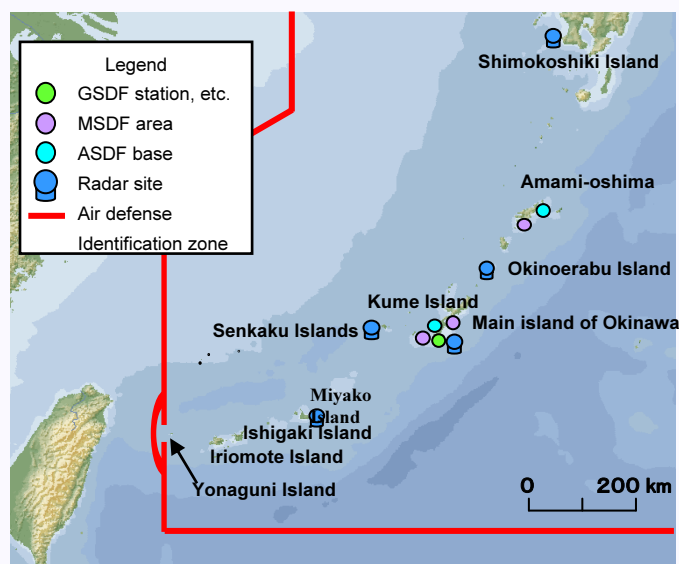 Legend
GSDF station, etc.
MSDF area
ASDF base
Radar site
Air defense
Identification zone
Shimokoshiki Island
Amami-oshima
Okinoerabu Island
Kume Island
Main island of Okinawa
Senkaku Islands
Miyako
Island
Ishigaki Island
Iriomote Island
Yonaguni Island
0 200 km